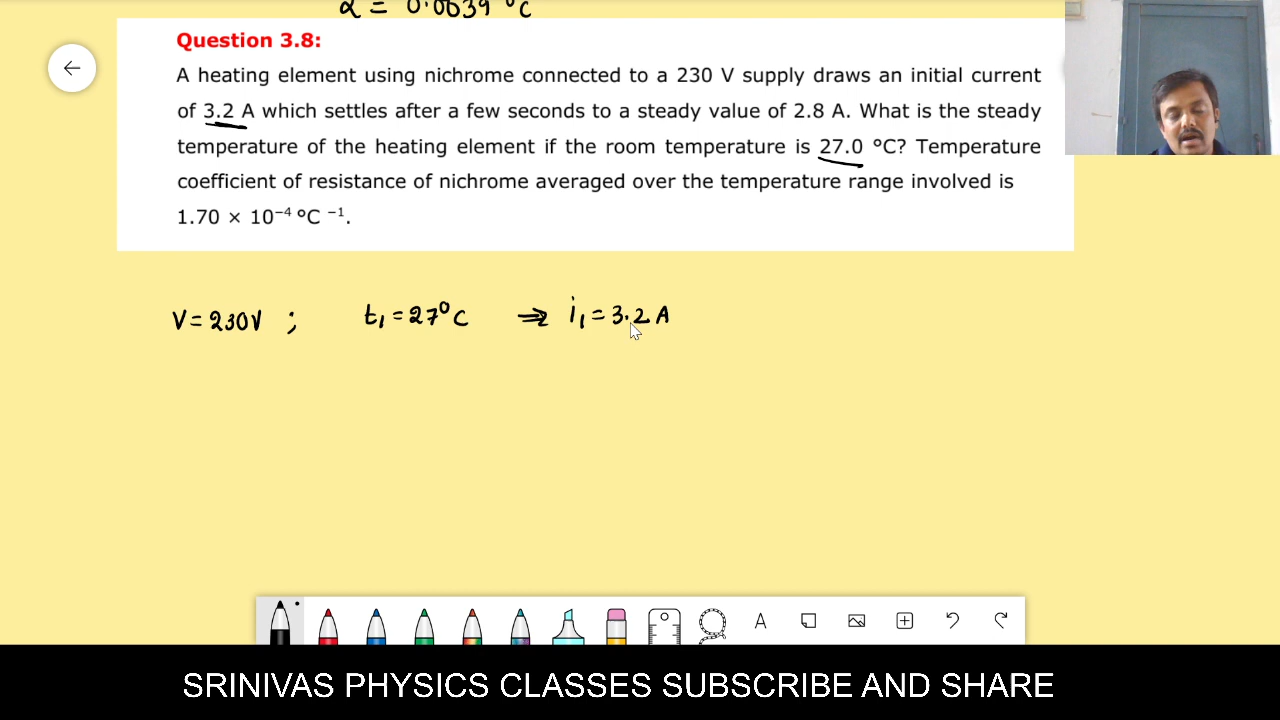 α = 0.0039 °C
Question 3.8:
A heating element using nichrome connected to a 230 V supply draws an initial current
of 3.2 A which settles after a few seconds to a steady value of 2.8 A. What is the steady
temperature of the heating element if the room temperature is 27.0 °C? Temperature
coefficient of resistance of nichrome averaged over the temperature range involved is
1.70 × 10⁻⁴ °C ⁻¹.
V = 230V ; t₁ = 27⁰C ⇒ i₁ = 3.2 A
A
SRINIVAS PHYSICS CLASSES SUBSCRIBE AND SHARE